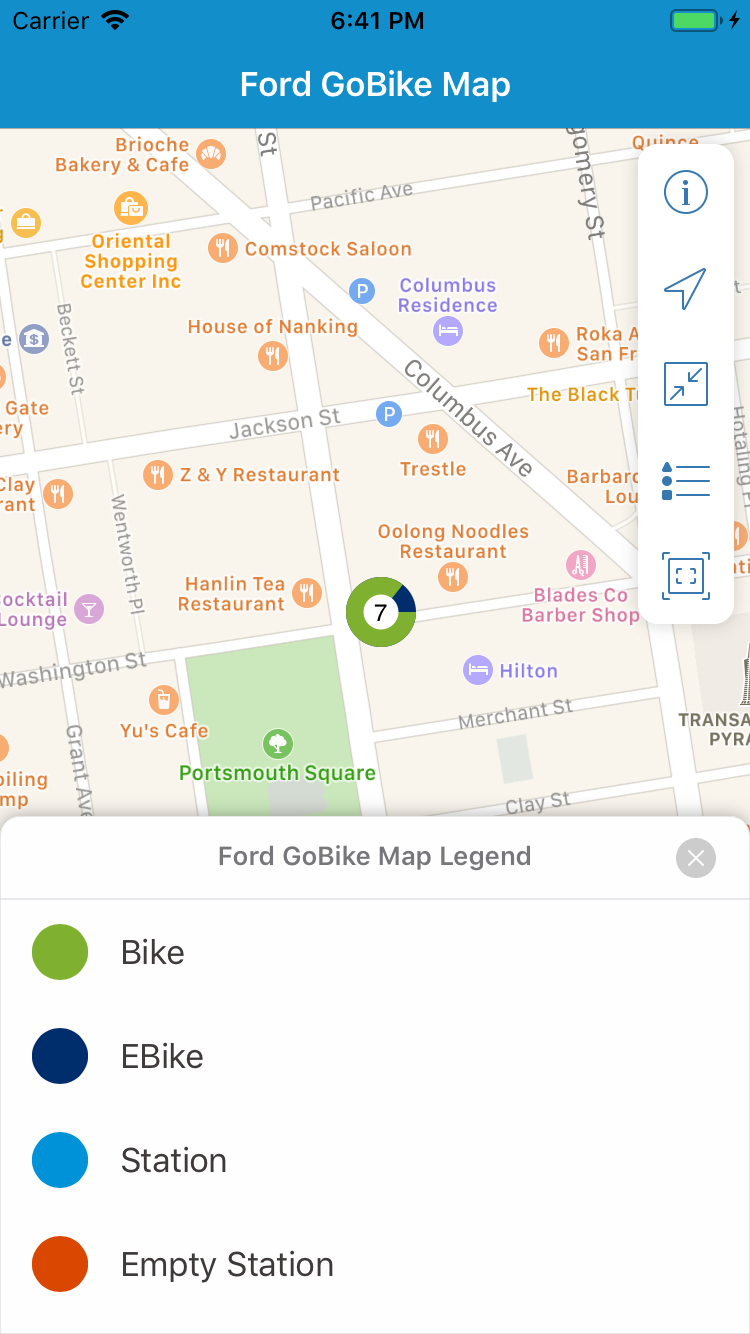 Carrier
6:41 PM
Ford GoBike Map
Brioche
Bakery & Cafe
St
gomery St
Quince
Pacific Ave
Oriental
Shopping
Center Inc
Comstock Saloon
Columbus
Residence
P
House of Nanking
Beckett St
Roka A
San Fr
Columbus Ave
The Black T
Gate
ery
Jackson St
P
Hotaling Pl
Trestle
Z & Y Restaurant
Clay
rant
Barbaro
Lou
Wentworth Pl
Oolong Noodles
Restaurant
Hanlin Tea
Restaurant
ocktail
Lounge
7
Blades Co
Barber Shop
Washington St
Hilton
Yu's Cafe
Merchant St
TRANSA
PYRA
Grant Ave
Portsmouth Square
oiling
mp
Clay St
Ford GoBike Map Legend
Bike
EBike
Station
Empty Station